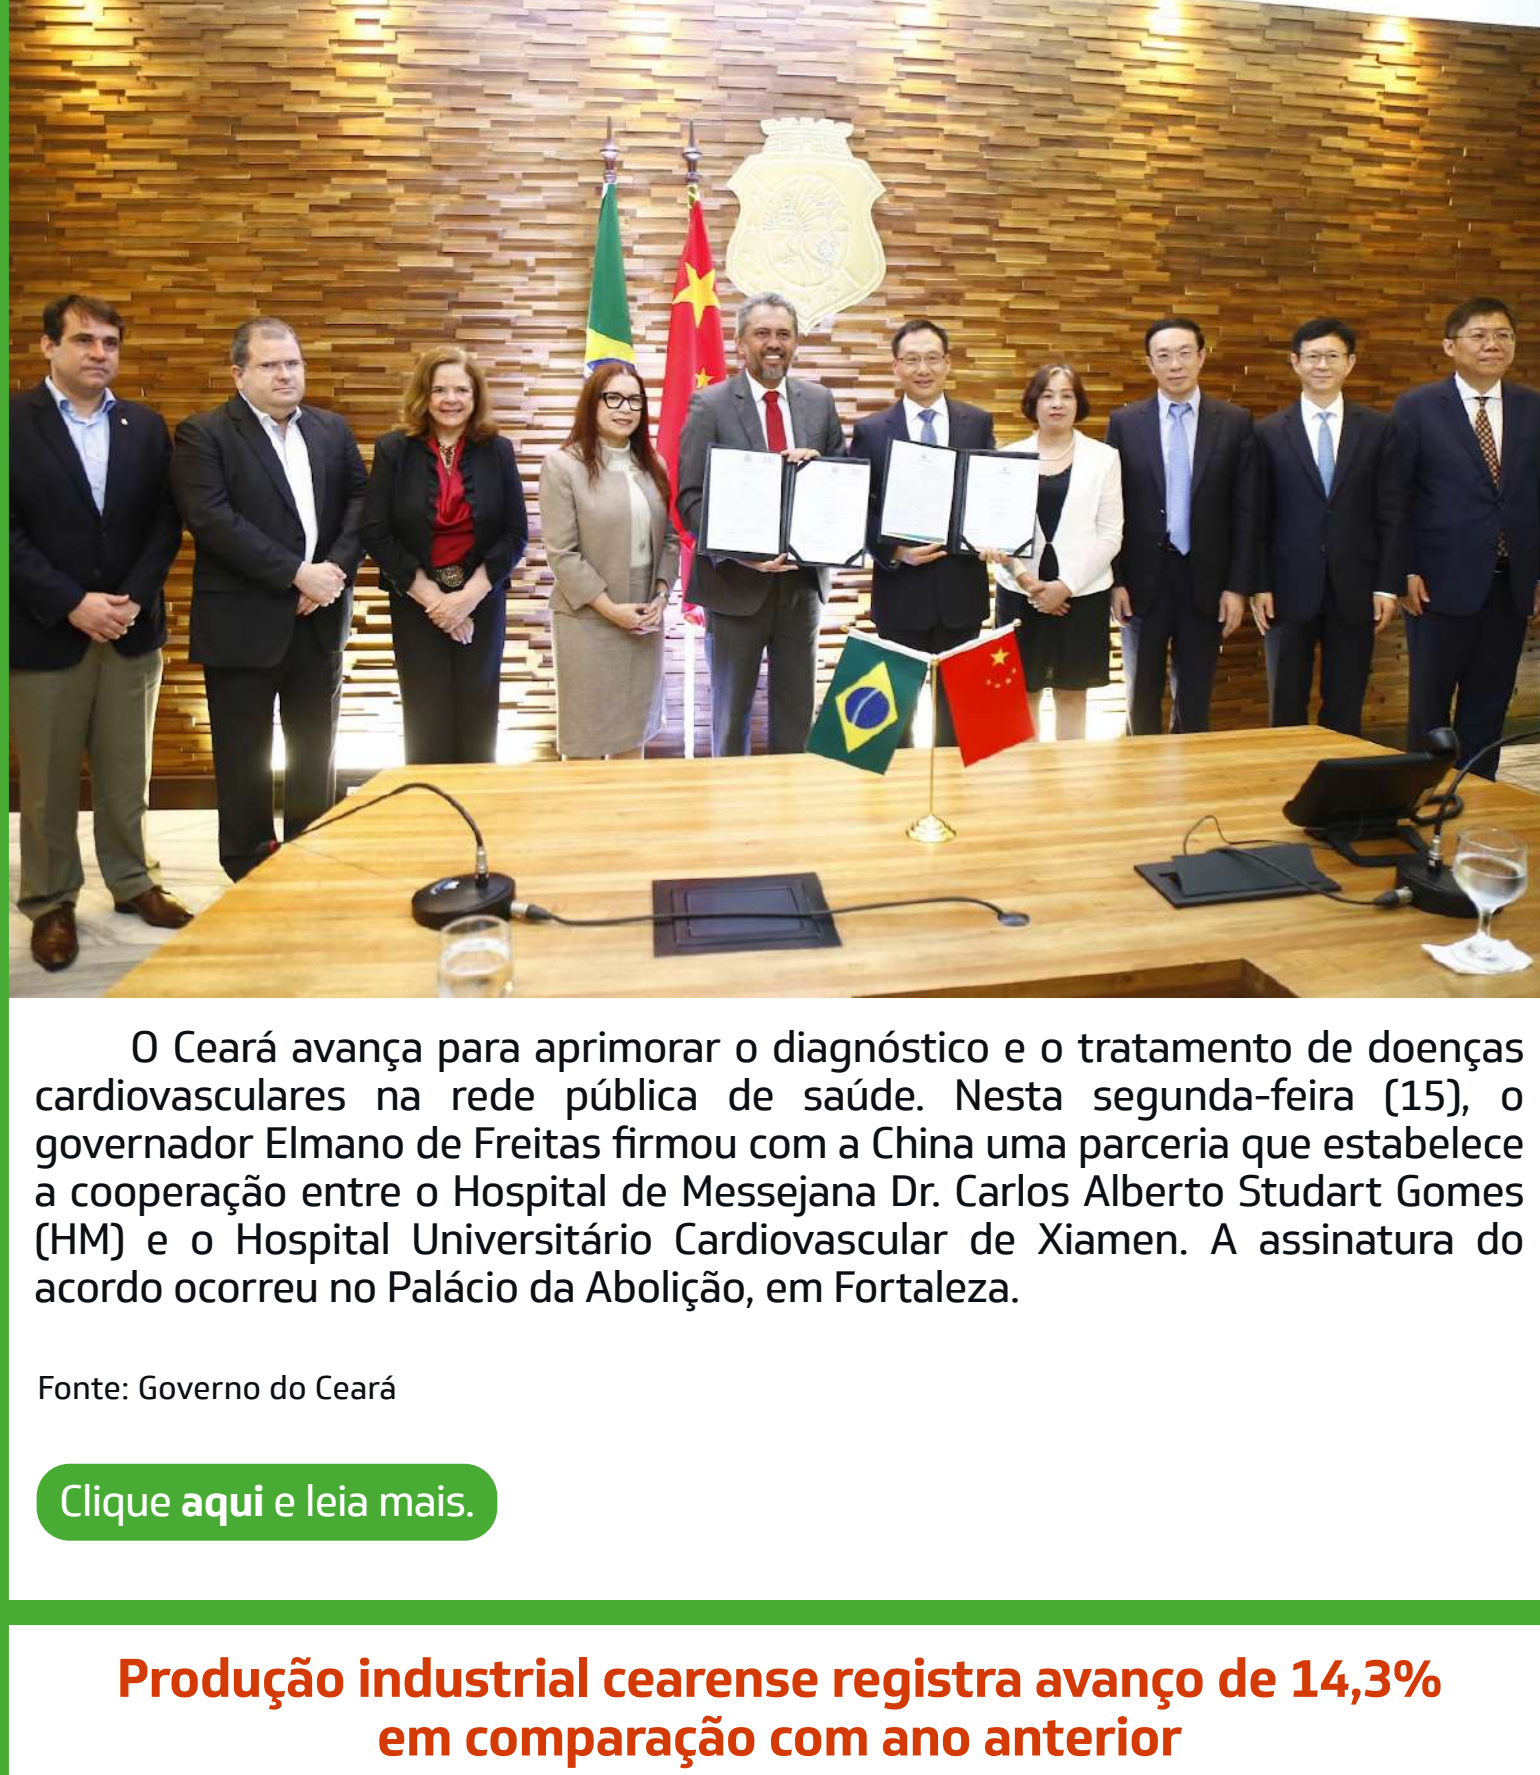 O Ceará avança para aprimorar o diagnóstico e o tratamento de doenças
cardiovasculares na rede pública de saúde. Nesta segunda-feira (15), o
governador Elmano de Freitas firmou com a China uma parceria que estabelece
a cooperação entre o Hospital de Messejana Dr. Carlos Alberto Studart Gomes
(HM) e o Hospital Universitário Cardiovascular de Xiamen. A assinatura do
acordo ocorreu no Palácio da Abolição, em Fortaleza.
Fonte: Governo do Ceará
Clique aqui e leia mais.
Produção industrial cearense registra avanço de 14,3%
em comparação com ano anterior